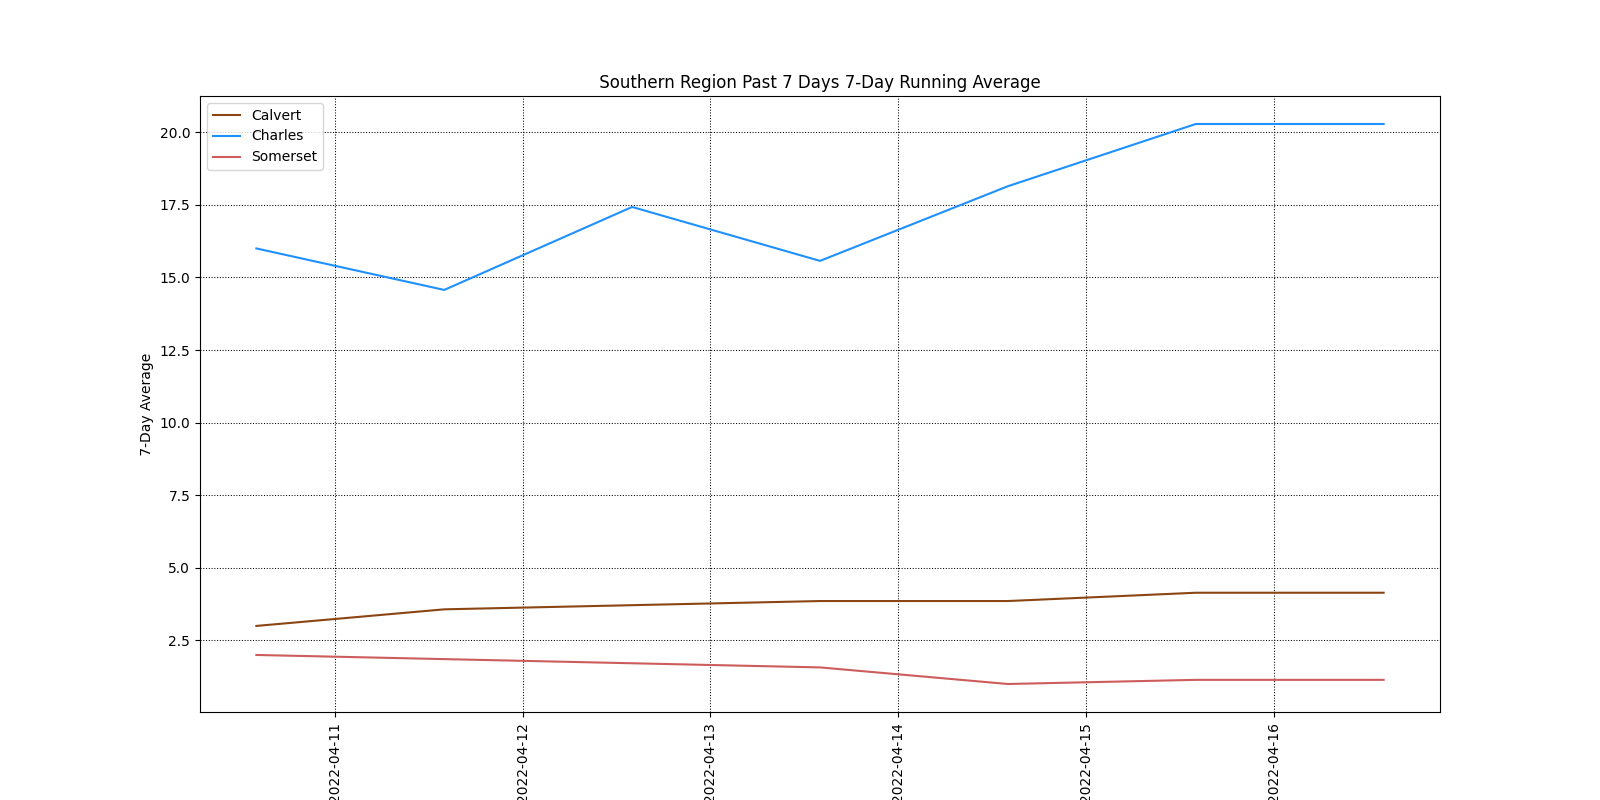 Southern Region Past 7 Days 7-Day Running Average
Calvert
Charles
Somerset
20.0
17.5
15.0
12.5
10.0
7.5
5.0
2.5
7-Day Average
2022-04-11
2022-04-12
2022-04-13
2022-04-14
2022-04-15
2022-04-16